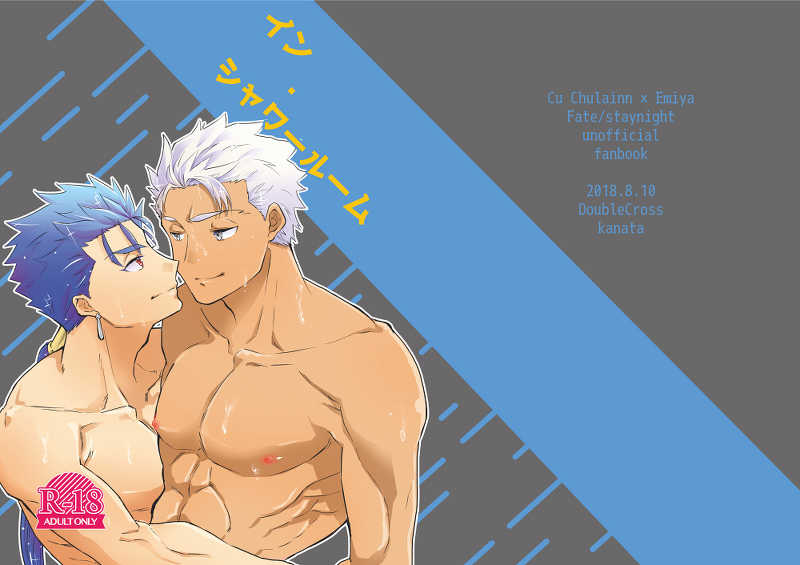 イン・
シャワールーム
Cu Chulainn x Emiya
Fate/staynight
unofficial
fanbook
2018.8.10
DoubleCross
kanata
R-18
ADULT ONLY